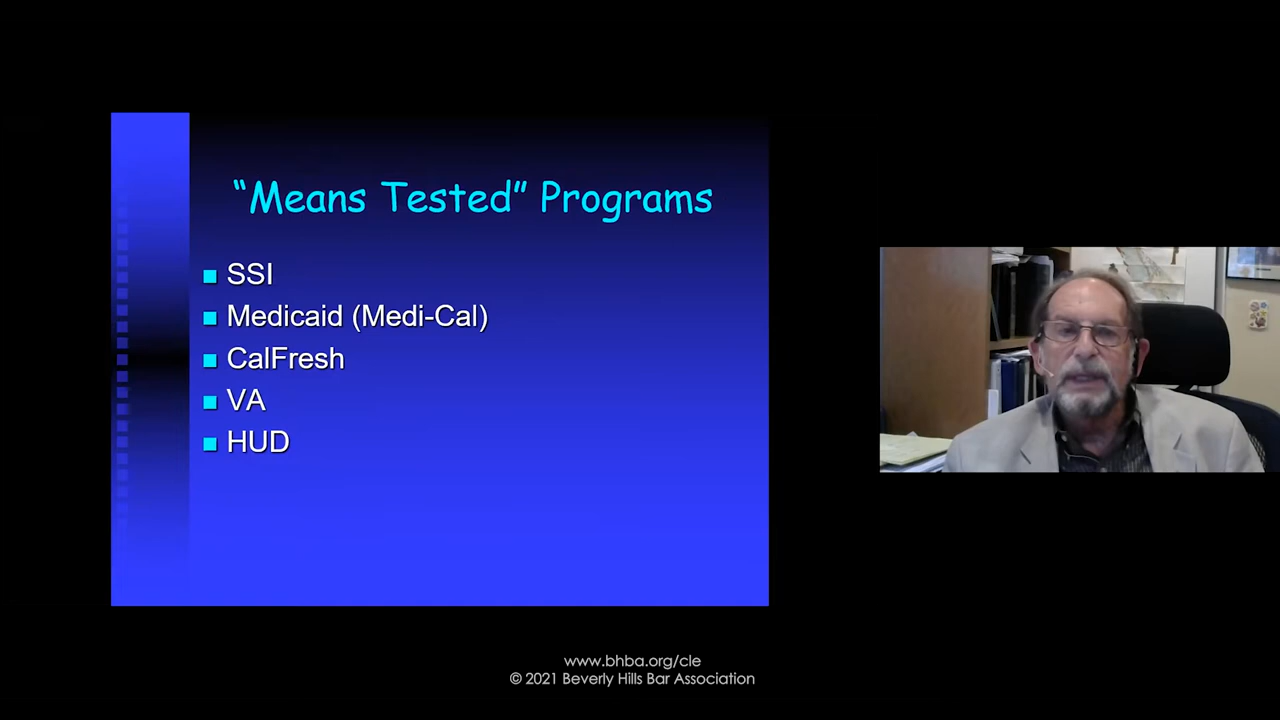 “Means Tested” Programs
SSI
Medicaid (Medi-Cal)
CalFresh
VA
HUD
www.bhba.org/cle
© 2021 Beverly Hills Bar Association